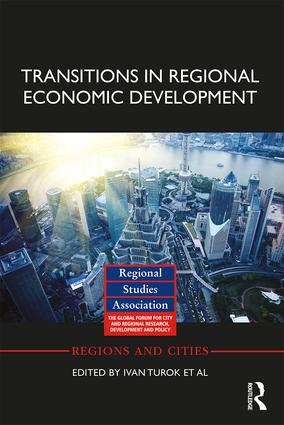 TRANSITIONS IN REGIONAL
ECONOMIC DEVELOPMENT
Regional
Studies
Association
THE GLOBAL FORUM FOR CITY
AND REGIONAL RESEARCH,
DEVELOPMENT AND POLICY
REGIONS AND CITIES
EDITED BY IVAN TUROK ET AL
ROUTLEDGE